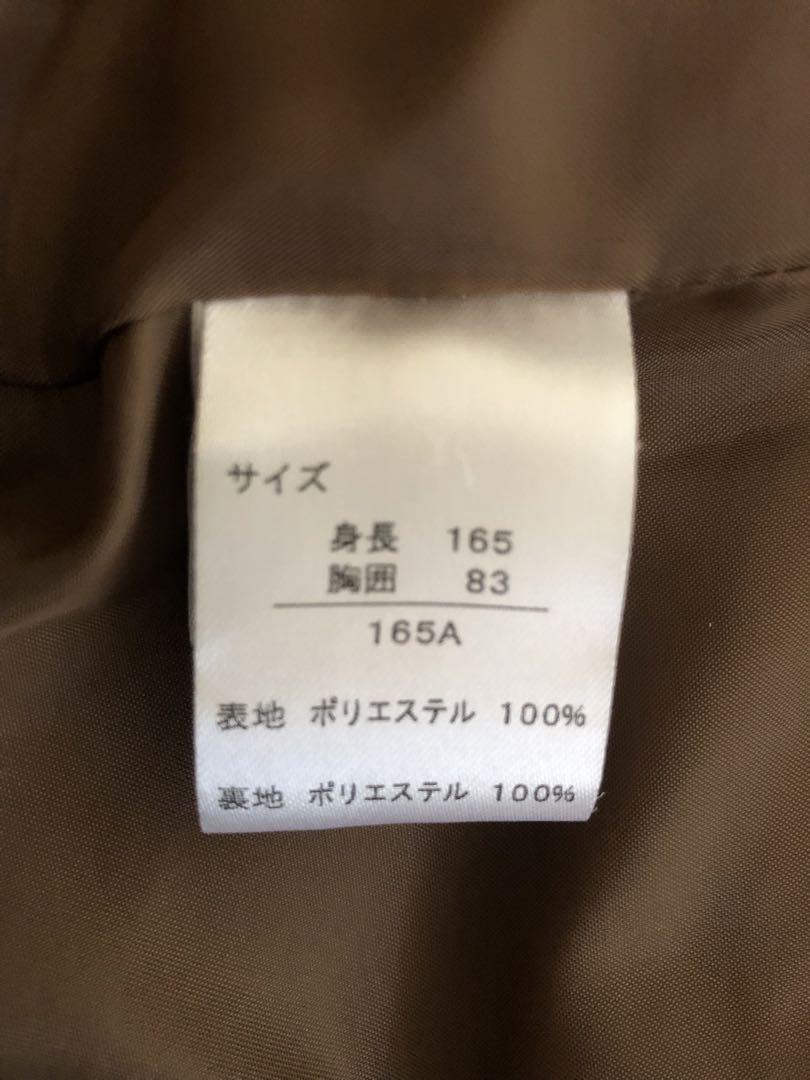 サイズ
身長 165
胸囲 83
165A
表地 ポリエステル 100%
裏地 ポリエステル 100%